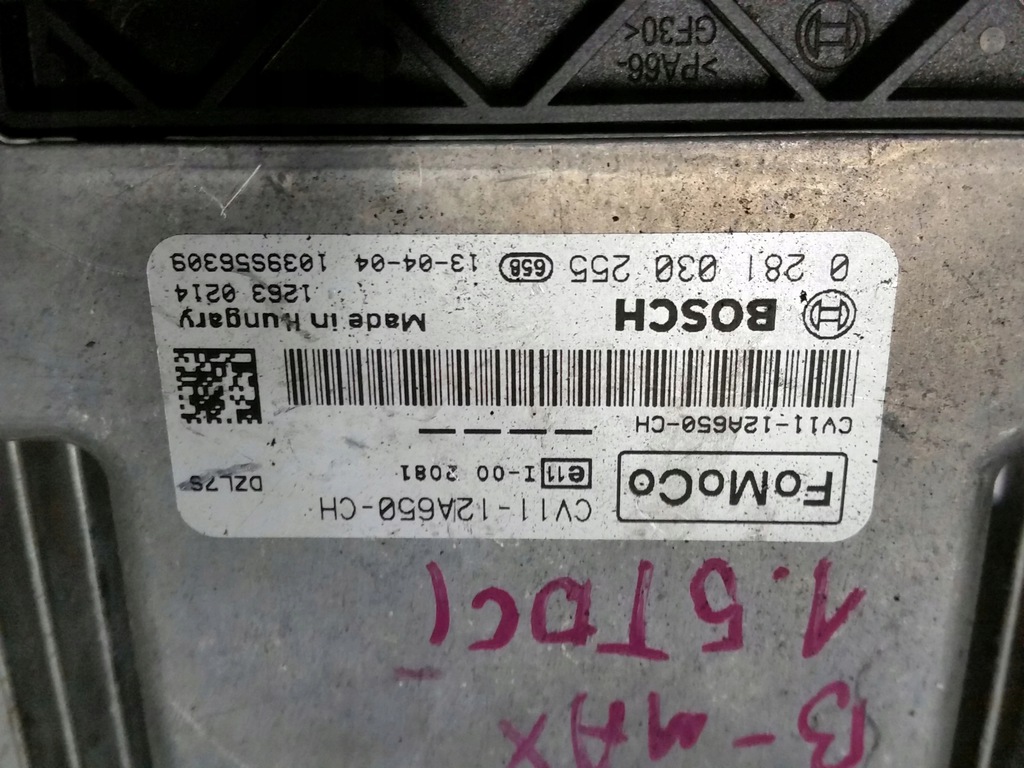 B-MAX
1.5TDCi
FoMoCo
CV11-12A650-CH
e11 I-00 2081
DZL7S
CV11-12A650-CH
BOSCH
Made in Hungary
1263 0214
0 281 030 255
658
13-04-04
1039S56309
>PA66-
GF30<